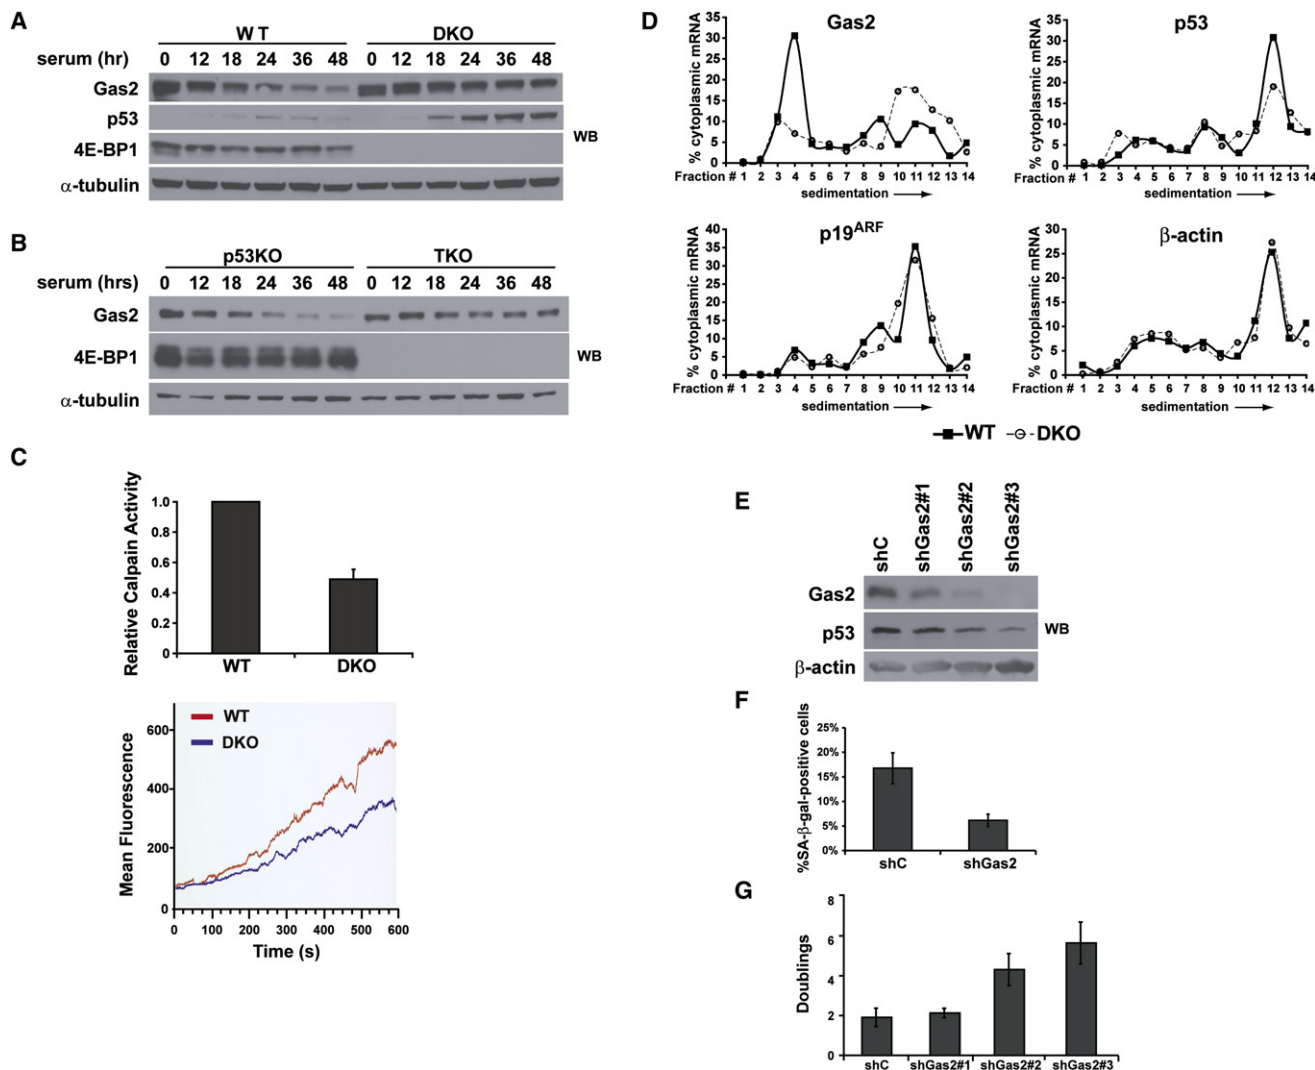 A
WT DKO
serum (hr) 0 12 18 24 36 48 0 12 18 24 36 48
Gas2
p53
WB
4E-BP1
α-tubulin
B
p53KO TKO
serum (hrs) 0 12 18 24 36 48 0 12 18 24 36 48
Gas2
4E-BP1
WB
α-tubulin
C
Relative Calpain Activity
1.0
0.8
0.6
0.4
0.2
0
WT DKO
Mean Fluorescence
600
400
200
0
WT
DKO
0 100 200 300 400 500 600
Time (s)
D
Gas2
% cytoplasmic mRNA
35
30
25
20
15
10
5
0
Fraction # 1 2 3 4 5 6 7 8 9 10 11 12 13 14
sedimentation
p53
% cytoplasmic mRNA
35
30
25
20
15
10
5
0
Fraction # 1 2 3 4 5 6 7 8 9 10 11 12 13 14
sedimentation
p19ARF
% cytoplasmic mRNA
40
35
30
25
20
15
10
5
0
Fraction # 1 2 3 4 5 6 7 8 9 10 11 12 13 14
sedimentation
β-actin
% cytoplasmic mRNA
30
25
20
15
10
5
0
Fraction # 1 2 3 4 5 6 7 8 9 10 11 12 13 14
sedimentation
WT DKO
E
shC shGas2#1 shGas2#2 shGas2#3
Gas2
p53
WB
β-actin
F
%SA-β-gal-positive cells
25%
20%
15%
10%
5%
0%
shC shGas2
G
Doublings
8
6
4
2
0
shC shGas2#1 shGas2#2 shGas2#3